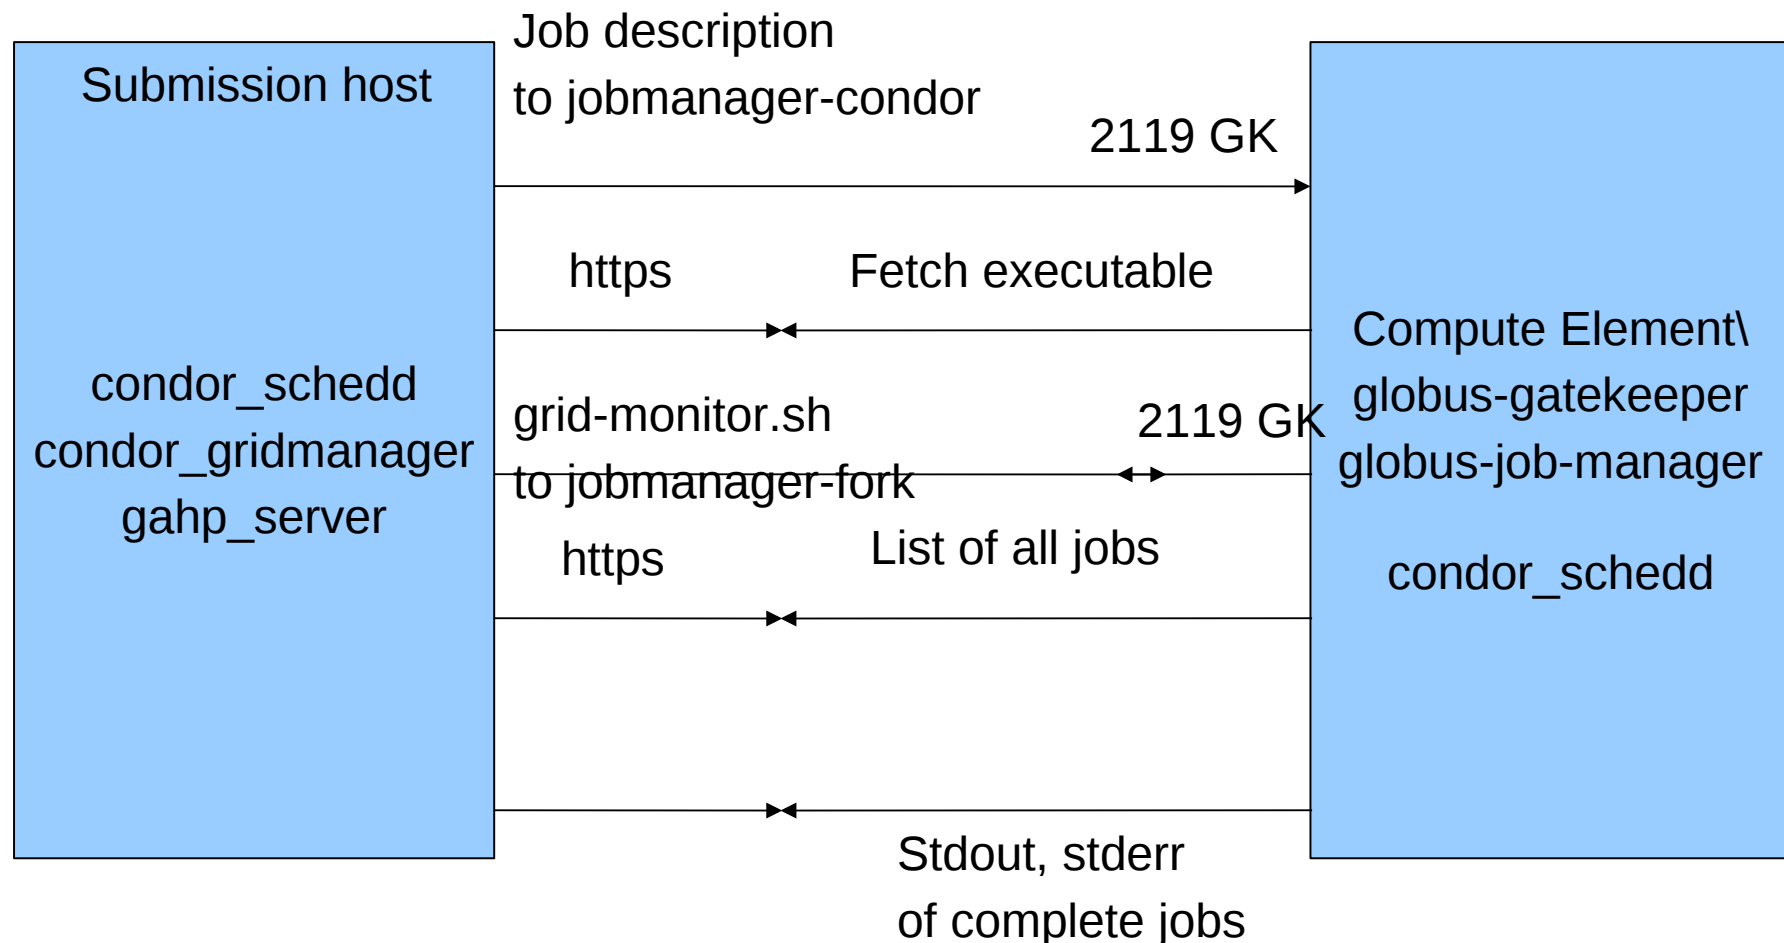 Submission host
condor_schedd
condor_gridmanager
gahp_server
Job description
to jobmanager-condor
2119 GK
https
Fetch executable
grid-monitor.sh
to jobmanager-fork
2119 GK
https
List of all jobs
Stdout, stderr
of complete jobs
Compute Element\
globus-gatekeeper
globus-job-manager
condor_schedd